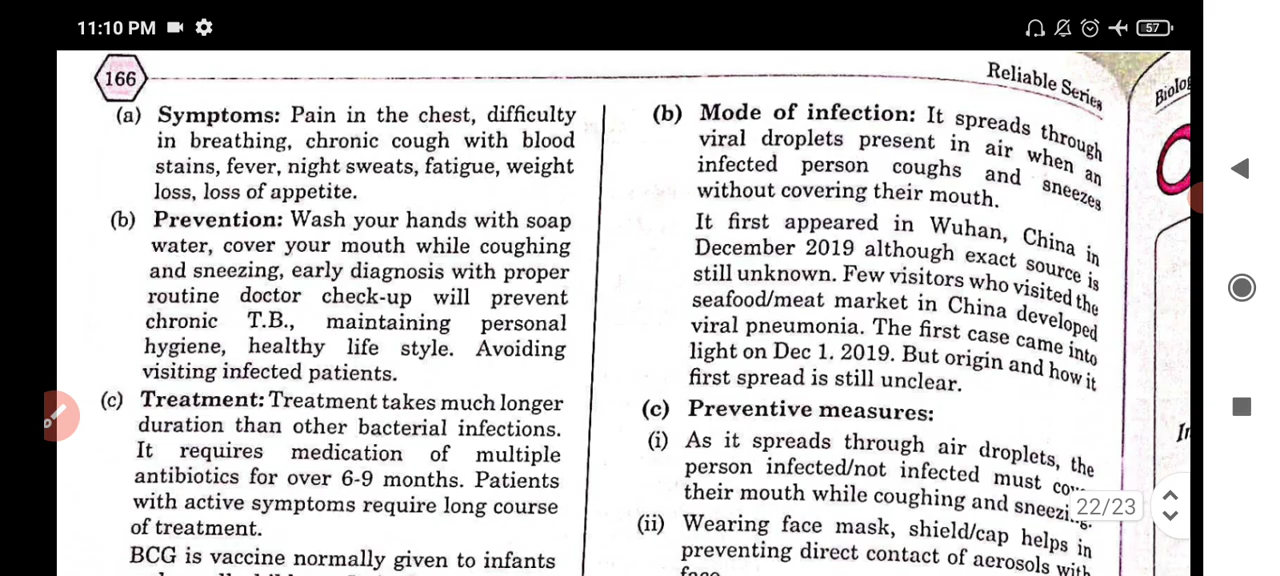 11:10 PM
57
166
Reliable Series
(a) Symptoms: Pain in the chest, difficulty
in breathing, chronic cough with blood
stains, fever, night sweats, fatigue, weight
loss, loss of appetite.
(b) Prevention: Wash your hands with soap
water, cover your mouth while coughing
and sneezing, early diagnosis with proper
routine doctor check-up will prevent
chronic T.B., maintaining personal
hygiene, healthy life style. Avoiding
visiting infected patients.
(c) Treatment: Treatment takes much longer
duration than other bacterial infections.
It requires medication of multiple
antibiotics for over 6-9 months. Patients
with active symptoms require long course
of treatment.
BCG is vaccine normally given to infants
(b) Mode of infection: It spreads through
viral droplets present in air when an
infected person coughs and sneezes
without covering their mouth.
It first appeared in Wuhan, China in
December 2019 although exact source is
still unknown. Few visitors who visited the
seafood/meat market in China developed
viral pneumonia. The first case came into
light on Dec 1. 2019. But origin and how it
first spread is still unclear.
(c) Preventive measures:
(i) As it spreads through air droplets, the
person infected/not infected must
their mouth while coughing and
(ii) Wearing face mask, shield/cap helps in
preventing direct contact of aerosols with
22/23